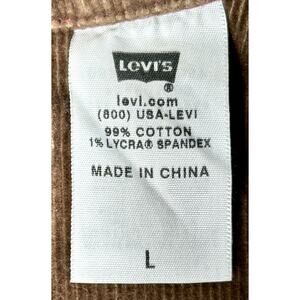 LEVI'S
®
levi.com
(800) USA-LEVI
99% COTTON
1% LYCRA® SPANDEX
MADE IN CHINA
L